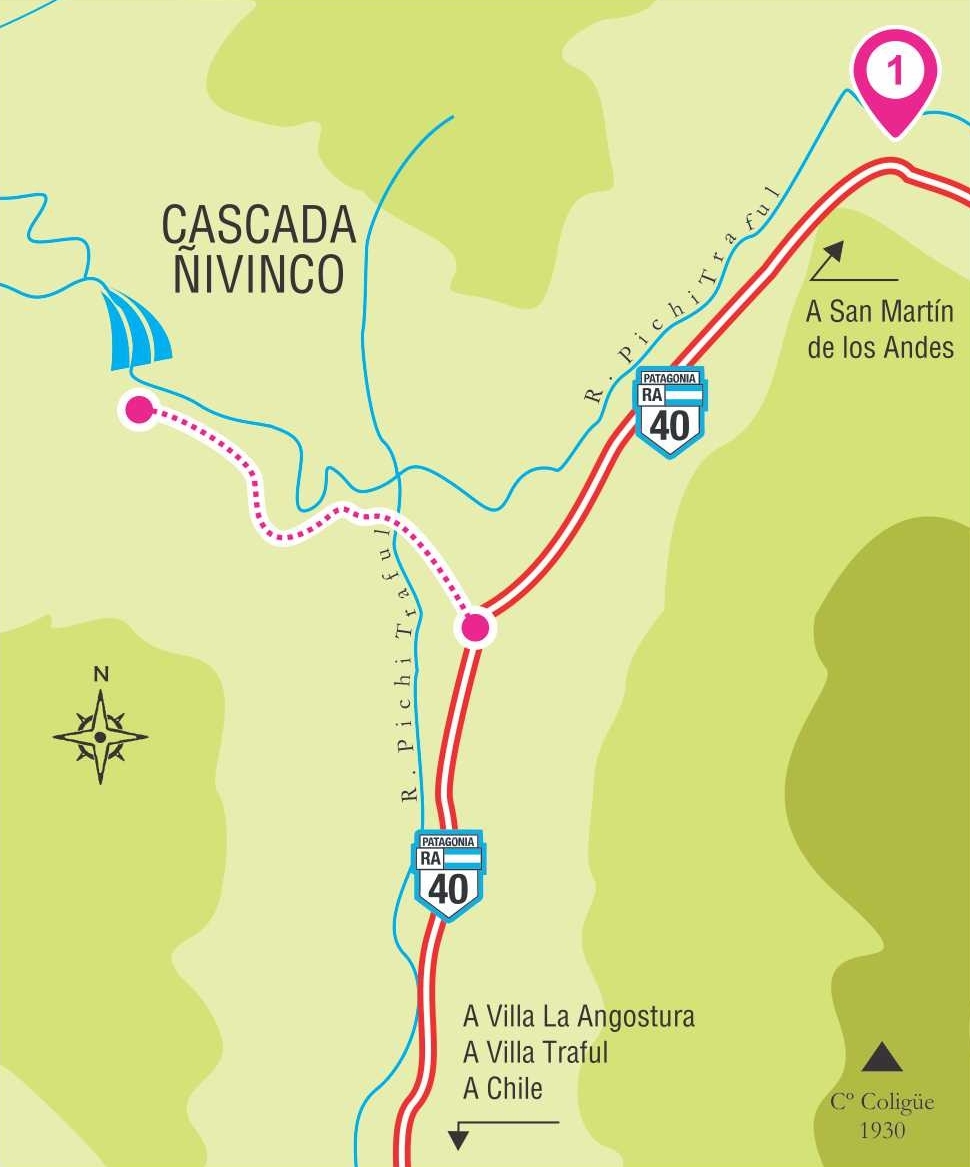 1
CASCADA
ÑIVINCO
R. Pichi Traful
A San Martín
de los Andes
PATAGONIA
RA
40
R. Pichi Traful
N
PATAGONIA
RA
40
A Villa La Angostura
A Villa Traful
A Chile
Cº Coligüe
1930